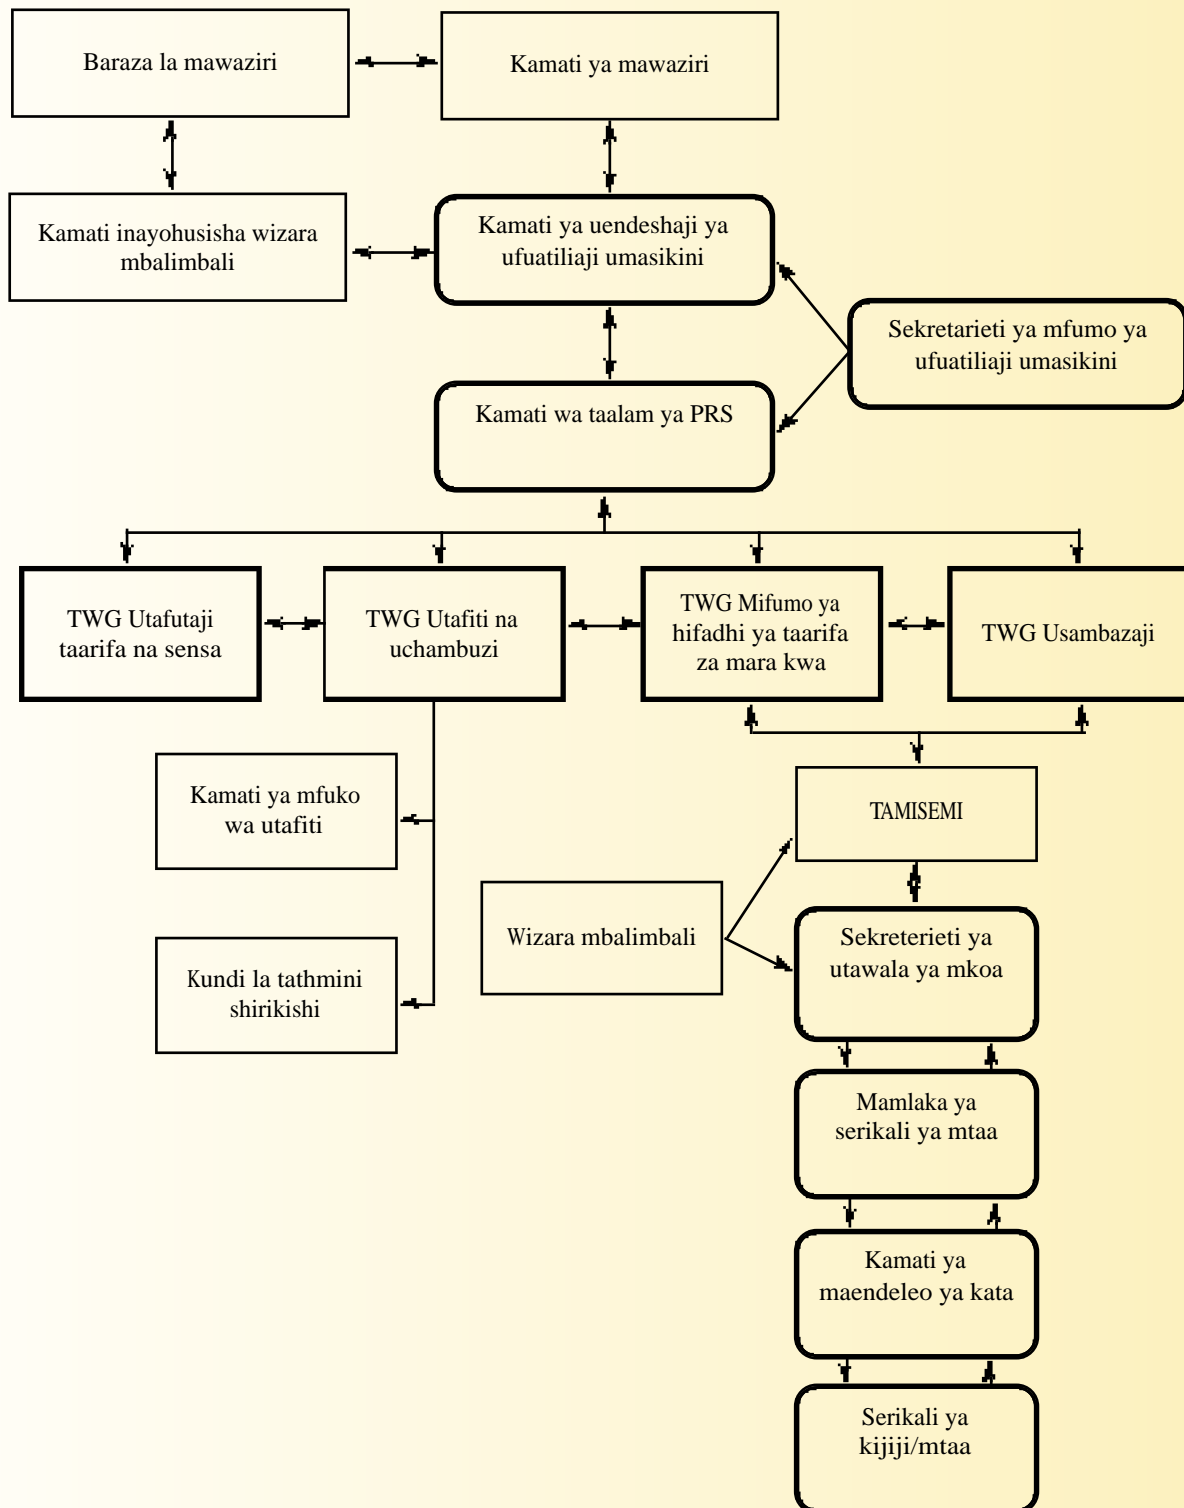 Baraza la mawaziri
Kamati ya mawaziri
Kamati inayohusisha wizara
mbalimbali
Kamati ya uendeshaji ya
ufuatiliaji umasikini
Sekretarieti ya mfumo ya
ufuatiliaji umasikini
Kamati wa taalam ya PRS
TWG Utafutaji
taarifa na sensa
TWG Utafiti na
uchambuzi
TWG Mifumo ya
hifadhi ya taarifa
za mara kwa
TWG Usambazaji
Kamati ya mfuko
wa utafiti
TAMISEMI
Wizara mbalimbali
Sekreterieti ya
utawala ya mkoa
Kundi la tathmini
shirikishi
Mamlaka ya
serikali ya mtaa
Kamati ya
maendeleo ya kata
Serikali ya
kijiji/mtaa